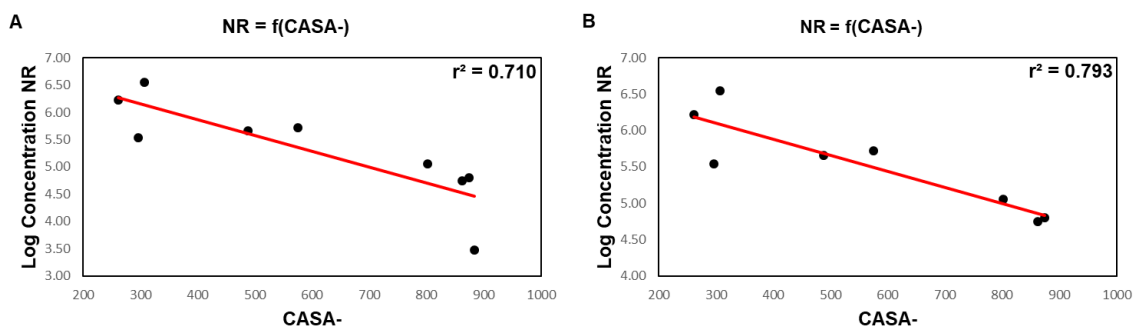 A
NR = f(CASA-)
r² = 0.710
Log Concentration NR
7.00
6.50
6.00
5.50
5.00
4.50
4.00
3.50
3.00
200 300 400 500 600 700 800 900 1000
CASA-
B
NR = f(CASA-)
r² = 0.793
Log Concentration NR
7.00
6.50
6.00
5.50
5.00
4.50
4.00
200 300 400 500 600 700 800 900 1000
CASA-